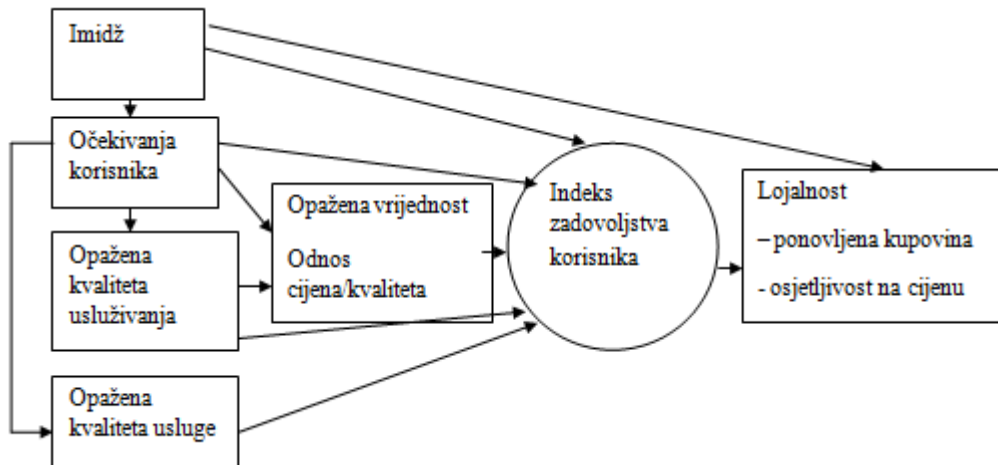 Imidž
Očekivanja
korisnika
Opažena
kvaliteta
usluživanja
Opažena
kvaliteta usluge
Opažena vrijednost
Odnos
cijena/kvaliteta
Indeks
zadovoljstva
korisnika
Lojalnost
– ponovljena kupovina
- osjetljivost na cijenu